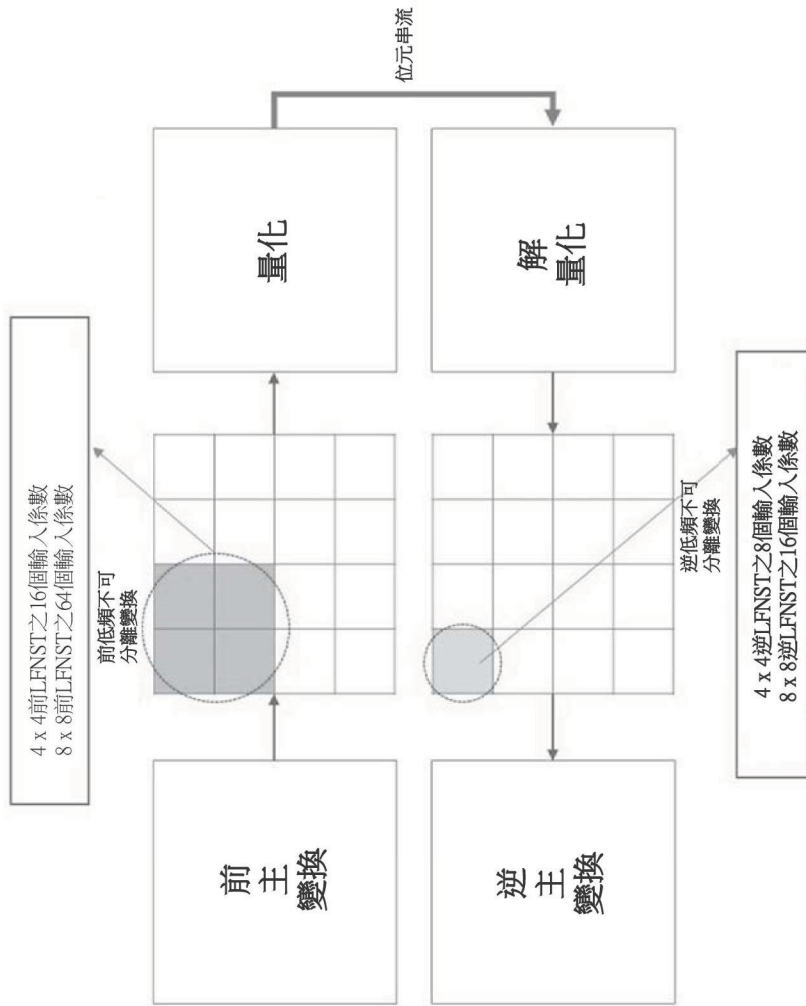 4 x 4前LFNST之16個輸入係數
8 x 8前LFNST之64個輸入係數
前低頻不可
分離變換
前
主
變換
量化
位元串流
逆
主
變換
解
量化
逆低頻不可
分離變換
4 x 4逆LFNST之8個輸入係數
8 x 8逆LFNST之16個輸入係數